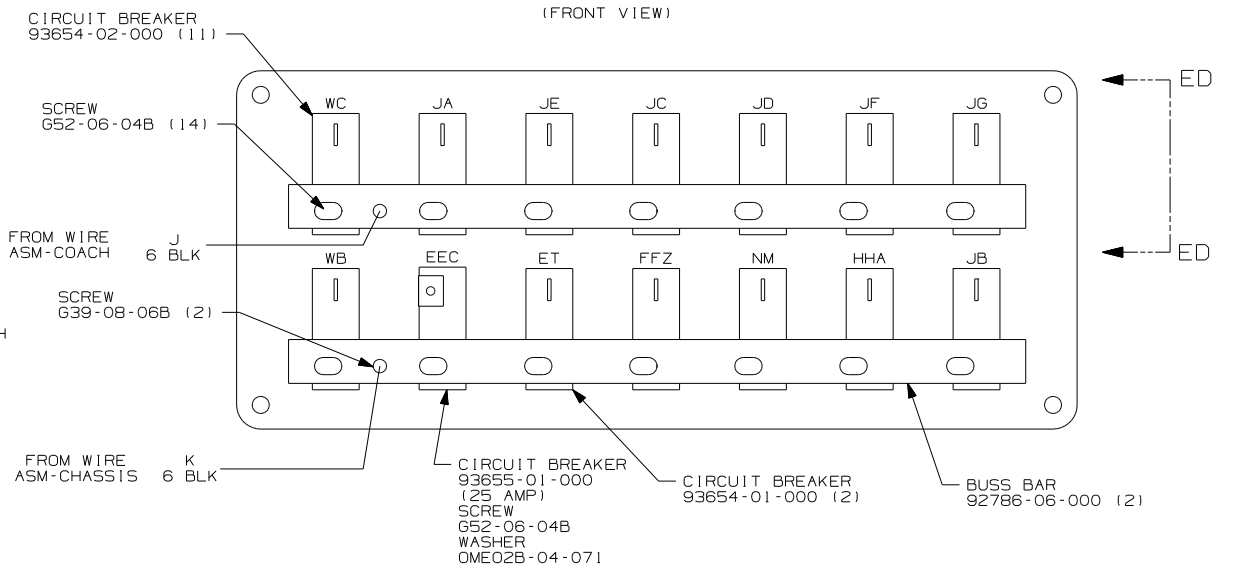 (FRONT VIEW)
CIRCUIT BREAKER
93654-02-000 (11)
SCREW
G52-06-04B (14)
WC JA JE JC JD JF JG
ED
FROM WIRE J
ASM-COACH 6 BLK
ED
WB EEC ET FFZ NM HHA JB
SCREW
G39-08-06B (2)
H
FROM WIRE K
ASM-CHASSIS 6 BLK
CIRCUIT BREAKER
93655-01-000
(25 AMP)
SCREW
G52-06-04B
WASHER
OME02B-04-071
CIRCUIT BREAKER
93654-01-000 (2)
BUSS BAR
92786-06-000 (2)